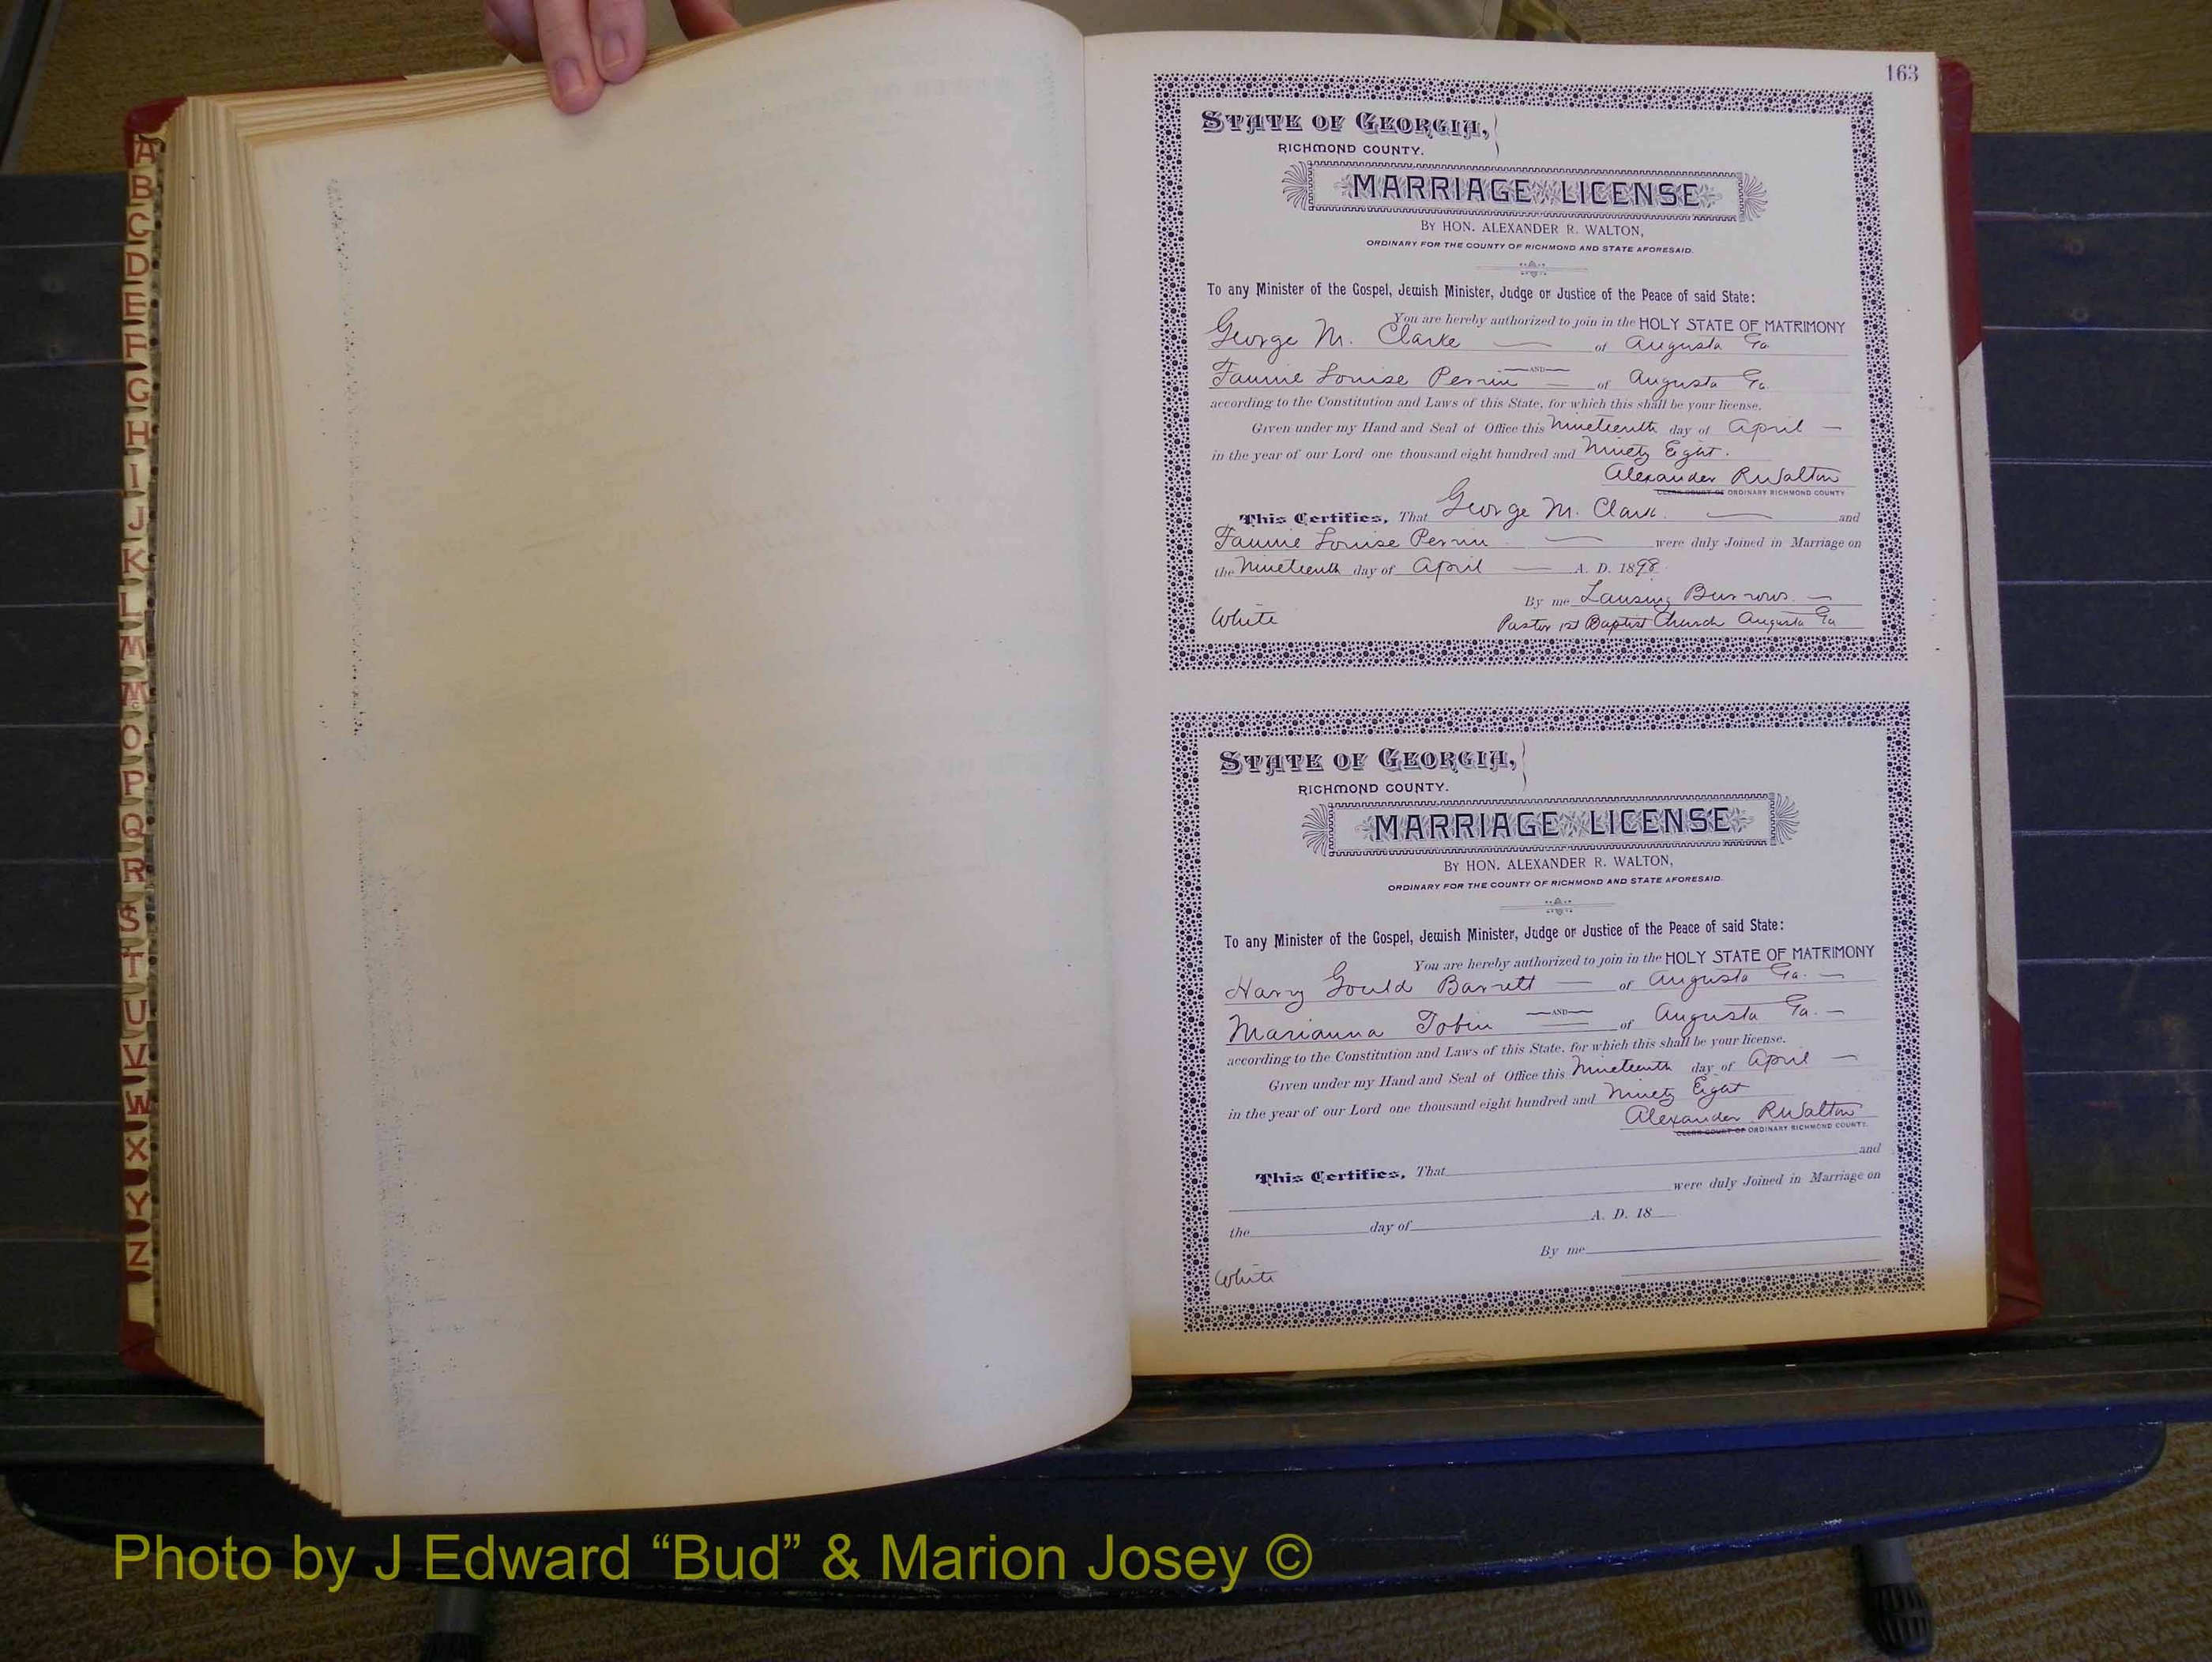 A
B
C
D
E
F
G
H
I
J
K
L
M
Mc
O
P
Q
R
S
T
U
V
W
X
Y
Z
163
STATE OF GEORGIA,
RICHMOND COUNTY.
MARRIAGE LICENSE
BY HON. ALEXANDER R. WALTON,
ORDINARY FOR THE COUNTY OF RICHMOND AND STATE AFORESAID.
To any Minister of the Gospel, Jewish Minister, Judge or Justice of the Peace of said State:
You are hereby authorized to join in the HOLY STATE OF MATRIMONY
George M. Clarke of Augusta Ga
AND
Fannie Louise Perrin of Augusta Ga.
according to the Constitution and Laws of this State, for which this shall be your license.
Given under my Hand and Seal of Office this Nineteenth day of April
in the year of our Lord one thousand eight hundred and Ninety Eight.
Alexander R Walton
CLERK COURT OF ORDINARY RICHMOND COUNTY
This Certifies, That George M. Clark. and
Fannie Louise Perrin were duly Joined in Marriage on
the Nineteenth day of April A. D. 1898.
By me Lansing Burrows.
White
Pastor 1st Baptist Church Augusta Ga
STATE OF GEORGIA,
RICHMOND COUNTY.
MARRIAGE LICENSE
BY HON. ALEXANDER R. WALTON,
ORDINARY FOR THE COUNTY OF RICHMOND AND STATE AFORESAID.
To any Minister of the Gospel, Jewish Minister, Judge or Justice of the Peace of said State:
You are hereby authorized to join in the HOLY STATE OF MATRIMONY
Harry Gould Barrett of Augusta Ga.
AND
Marianna Tobin of Augusta Ga.
according to the Constitution and Laws of this State, for which this shall be your license.
Given under my Hand and Seal of Office this Nineteenth day of April
in the year of our Lord one thousand eight hundred and Ninety Eight
Alexander R Walton
CLERK COURT OF ORDINARY RICHMOND COUNTY.
This Certifies, That and
were duly Joined in Marriage on
the day of A. D. 18
By me
White
Photo by J Edward “Bud” & Marion Josey ©